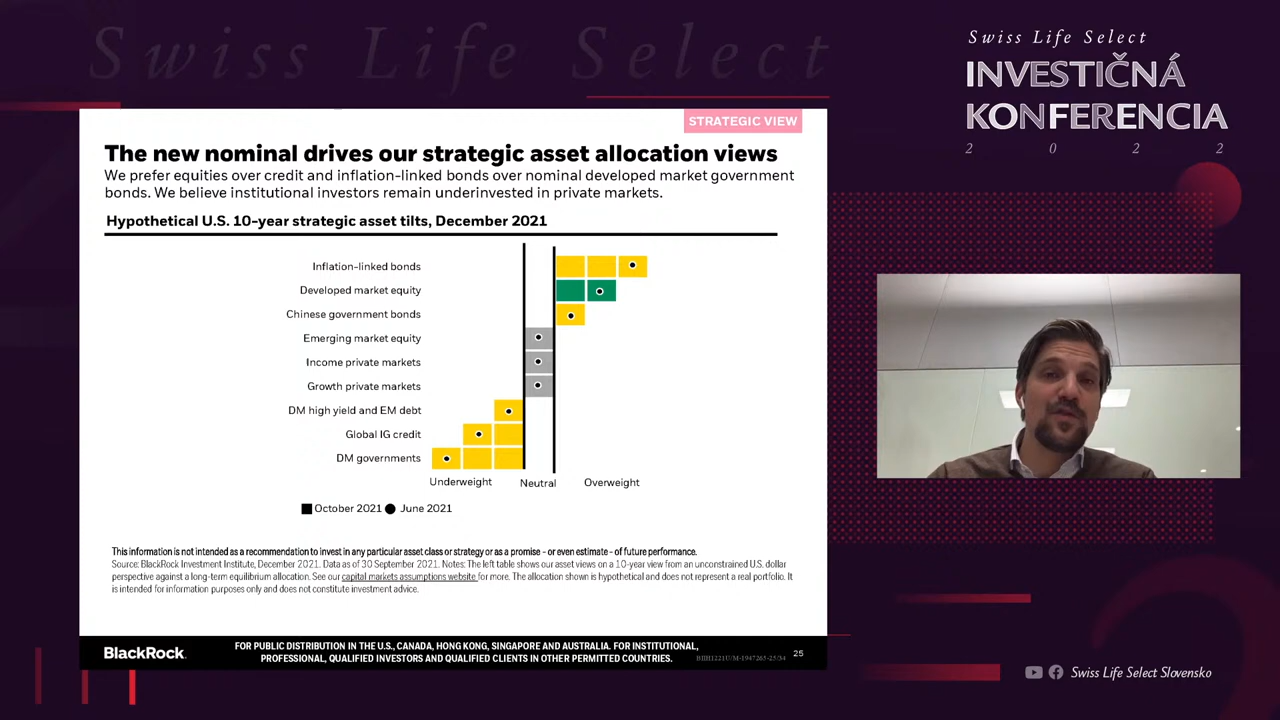 Swiss Life Select
Swiss Life Select
INVESTIČNÁ
KONFERENCIA
2 0 2 2
STRATEGIC VIEW
The new nominal drives our strategic asset allocation views
We prefer equities over credit and inflation-linked bonds over nominal developed market government
bonds. We believe institutional investors remain underinvested in private markets.
Hypothetical U.S. 10-year strategic asset tilts, December 2021
Inflation-linked bonds
Developed market equity
Chinese government bonds
Emerging market equity
Income private markets
Growth private markets
DM high yield and EM debt
Global IG credit
DM governments
Underweight Neutral Overweight
October 2021 June 2021
This information is not intended as a recommendation to invest in any particular asset class or strategy or as a promise - or even estimate - of future performance.
Source: BlackRock Investment Institute, December 2021. Data as of 30 September 2021. Notes: The left table shows our asset views on a 10-year view from an unconstrained U.S. dollar
perspective against a long-term equilibrium allocation. See our capital markets assumptions website for more. The allocation shown is hypothetical and does not represent a real portfolio. It
is intended for information purposes only and does not constitute investment advice.
BlackRock.
FOR PUBLIC DISTRIBUTION IN THE U.S., CANADA, HONG KONG, SINGAPORE AND AUSTRALIA. FOR INSTITUTIONAL,
PROFESSIONAL, QUALIFIED INVESTORS AND QUALIFIED CLIENTS IN OTHER PERMITTED COUNTRIES.
25
Swiss Life Select Slovensko